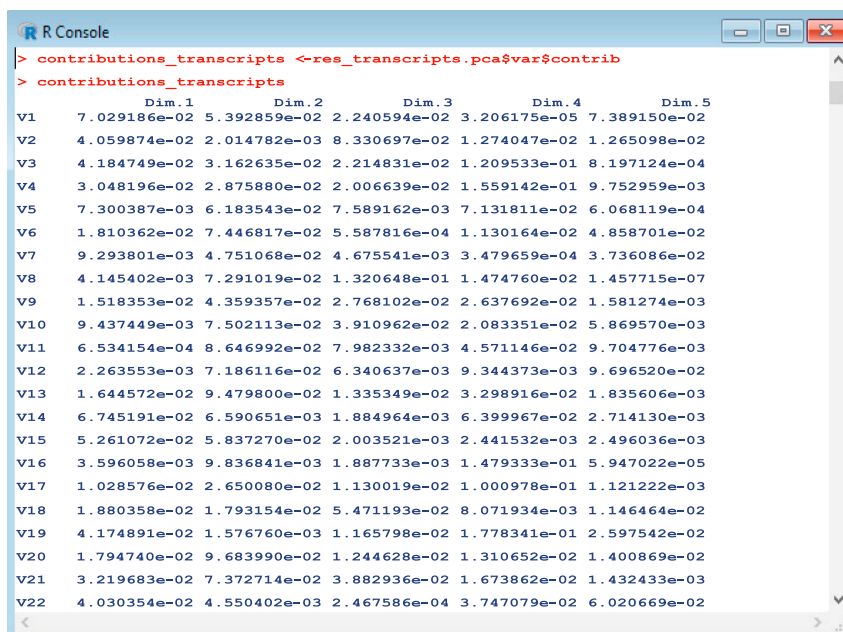 R Console
> contributions_transcripts <-res_transcripts.pca$var$contrib
> contributions_transcripts
Dim.1 Dim.2 Dim.3 Dim.4 Dim.5
V1 7.029186e-02 5.392859e-02 2.240594e-02 3.206175e-05 7.389150e-02
V2 4.059874e-02 2.014782e-03 8.330697e-02 1.274047e-02 1.265098e-02
V3 4.184749e-02 3.162635e-02 2.214831e-02 1.209533e-01 8.197124e-04
V4 3.048196e-02 2.875880e-02 2.006639e-02 1.559142e-01 9.752959e-03
V5 7.300387e-03 6.183543e-02 7.589162e-03 7.131811e-02 6.068119e-04
V6 1.810362e-02 7.446817e-02 5.587816e-04 1.130164e-02 4.858701e-02
V7 9.293801e-03 4.751068e-02 4.675541e-03 3.479659e-04 3.736086e-02
V8 4.145402e-03 7.291019e-02 1.320648e-01 1.474760e-02 1.457715e-07
V9 1.518353e-02 4.359357e-02 2.768102e-02 2.637692e-02 1.581274e-03
V10 9.437449e-03 7.502113e-02 3.910962e-02 2.083351e-02 5.869570e-03
V11 6.534154e-04 8.646992e-02 7.982332e-03 4.571146e-02 9.704776e-03
V12 2.263553e-03 7.186116e-02 6.340637e-03 9.344373e-03 9.696520e-02
V13 1.644572e-02 9.479800e-02 1.335349e-02 3.298916e-02 1.835606e-03
V14 6.745191e-02 6.590651e-03 1.884964e-03 6.399967e-02 2.714130e-03
V15 5.261072e-02 5.837270e-02 2.003521e-03 2.441532e-03 2.496036e-03
V16 3.596058e-03 9.836841e-03 1.887733e-03 1.479333e-01 5.947022e-05
V17 1.028576e-02 2.650080e-02 1.130019e-02 1.000978e-01 1.121222e-03
V18 1.880358e-02 1.793154e-02 5.471193e-02 8.071934e-03 1.146464e-02
V19 4.174891e-02 1.576760e-03 1.165798e-02 1.778341e-01 2.597542e-02
V20 1.794740e-02 9.683990e-02 1.244628e-02 1.310652e-02 1.400869e-02
V21 3.219683e-02 7.372714e-02 3.882936e-02 1.673862e-02 1.432433e-03
V22 4.030354e-02 4.550402e-03 2.467586e-04 3.747079e-02 6.020669e-02